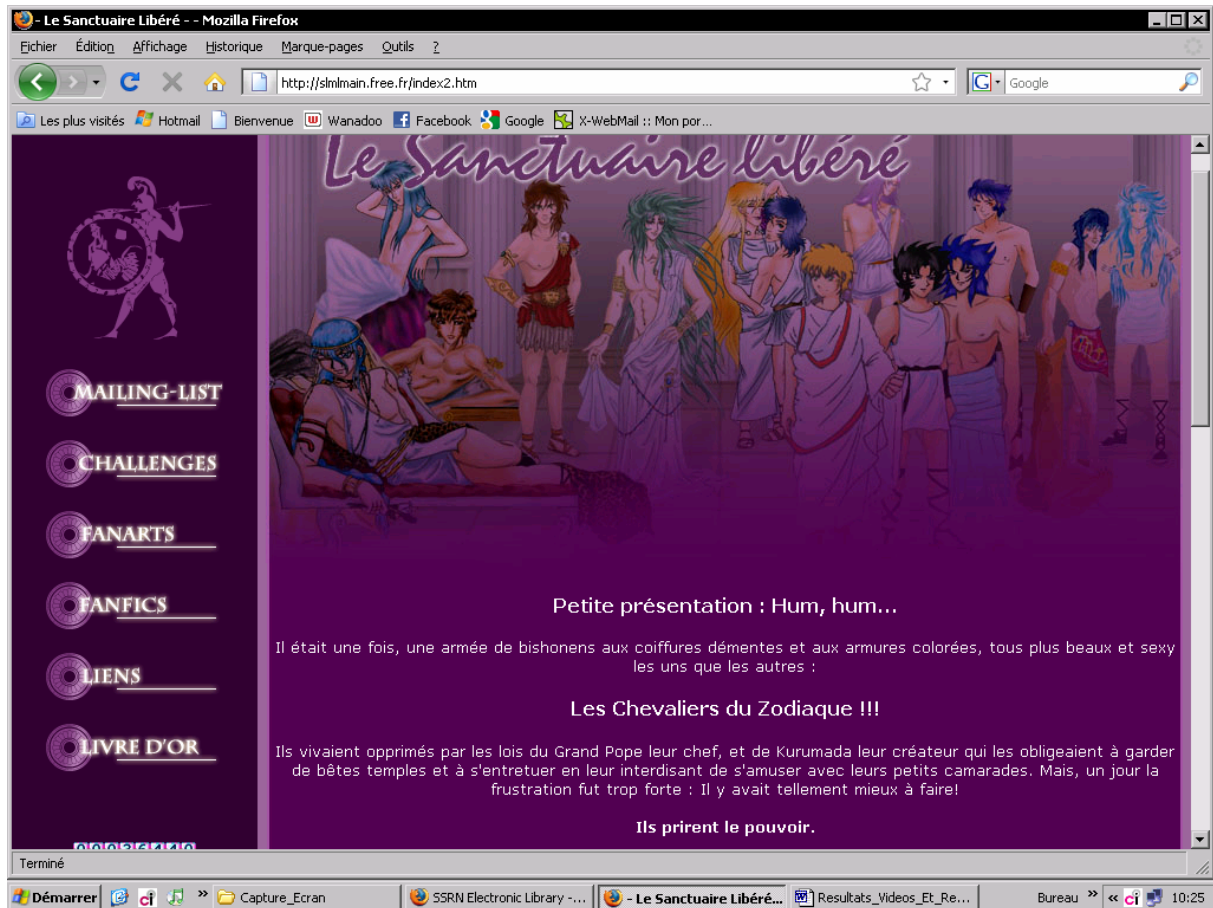 - Le Sanctuaire Libéré - - Mozilla Firefox
Fichier Édition Affichage Historique Marque-pages Outils ?
http://slmlmain.free.fr/index2.htm
Google
Les plus visités Hotmail Bienvenue Wanadoo Facebook Google X-WebMail :: Mon por...
Le Sanctuaire libéré
MAILING-LIST
CHALLENGES
FANARTS
FANFICS
LIENS
LIVRE D'OR
Petite présentation : Hum, hum...
Il était une fois, une armée de bishonens aux coiffures démentes et aux armures colorées, tous plus beaux et sexy
les uns que les autres :
Les Chevaliers du Zodiaque !!!
Ils vivaient opprimés par les lois du Grand Pope leur chef, et de Kurumada leur créateur qui les obligeaient à garder
de bêtes temples et à s'entretuer en leur interdisant de s'amuser avec leurs petits camarades. Mais, un jour la
frustration fut trop forte : Il y avait tellement mieux à faire!
Ils prirent le pouvoir.
Terminé
Démarrer Capture_Ecran SSRN Electronic Library -... - Le Sanctuaire Libéré... Resultats_Videos_Et_Re... Bureau 10:25